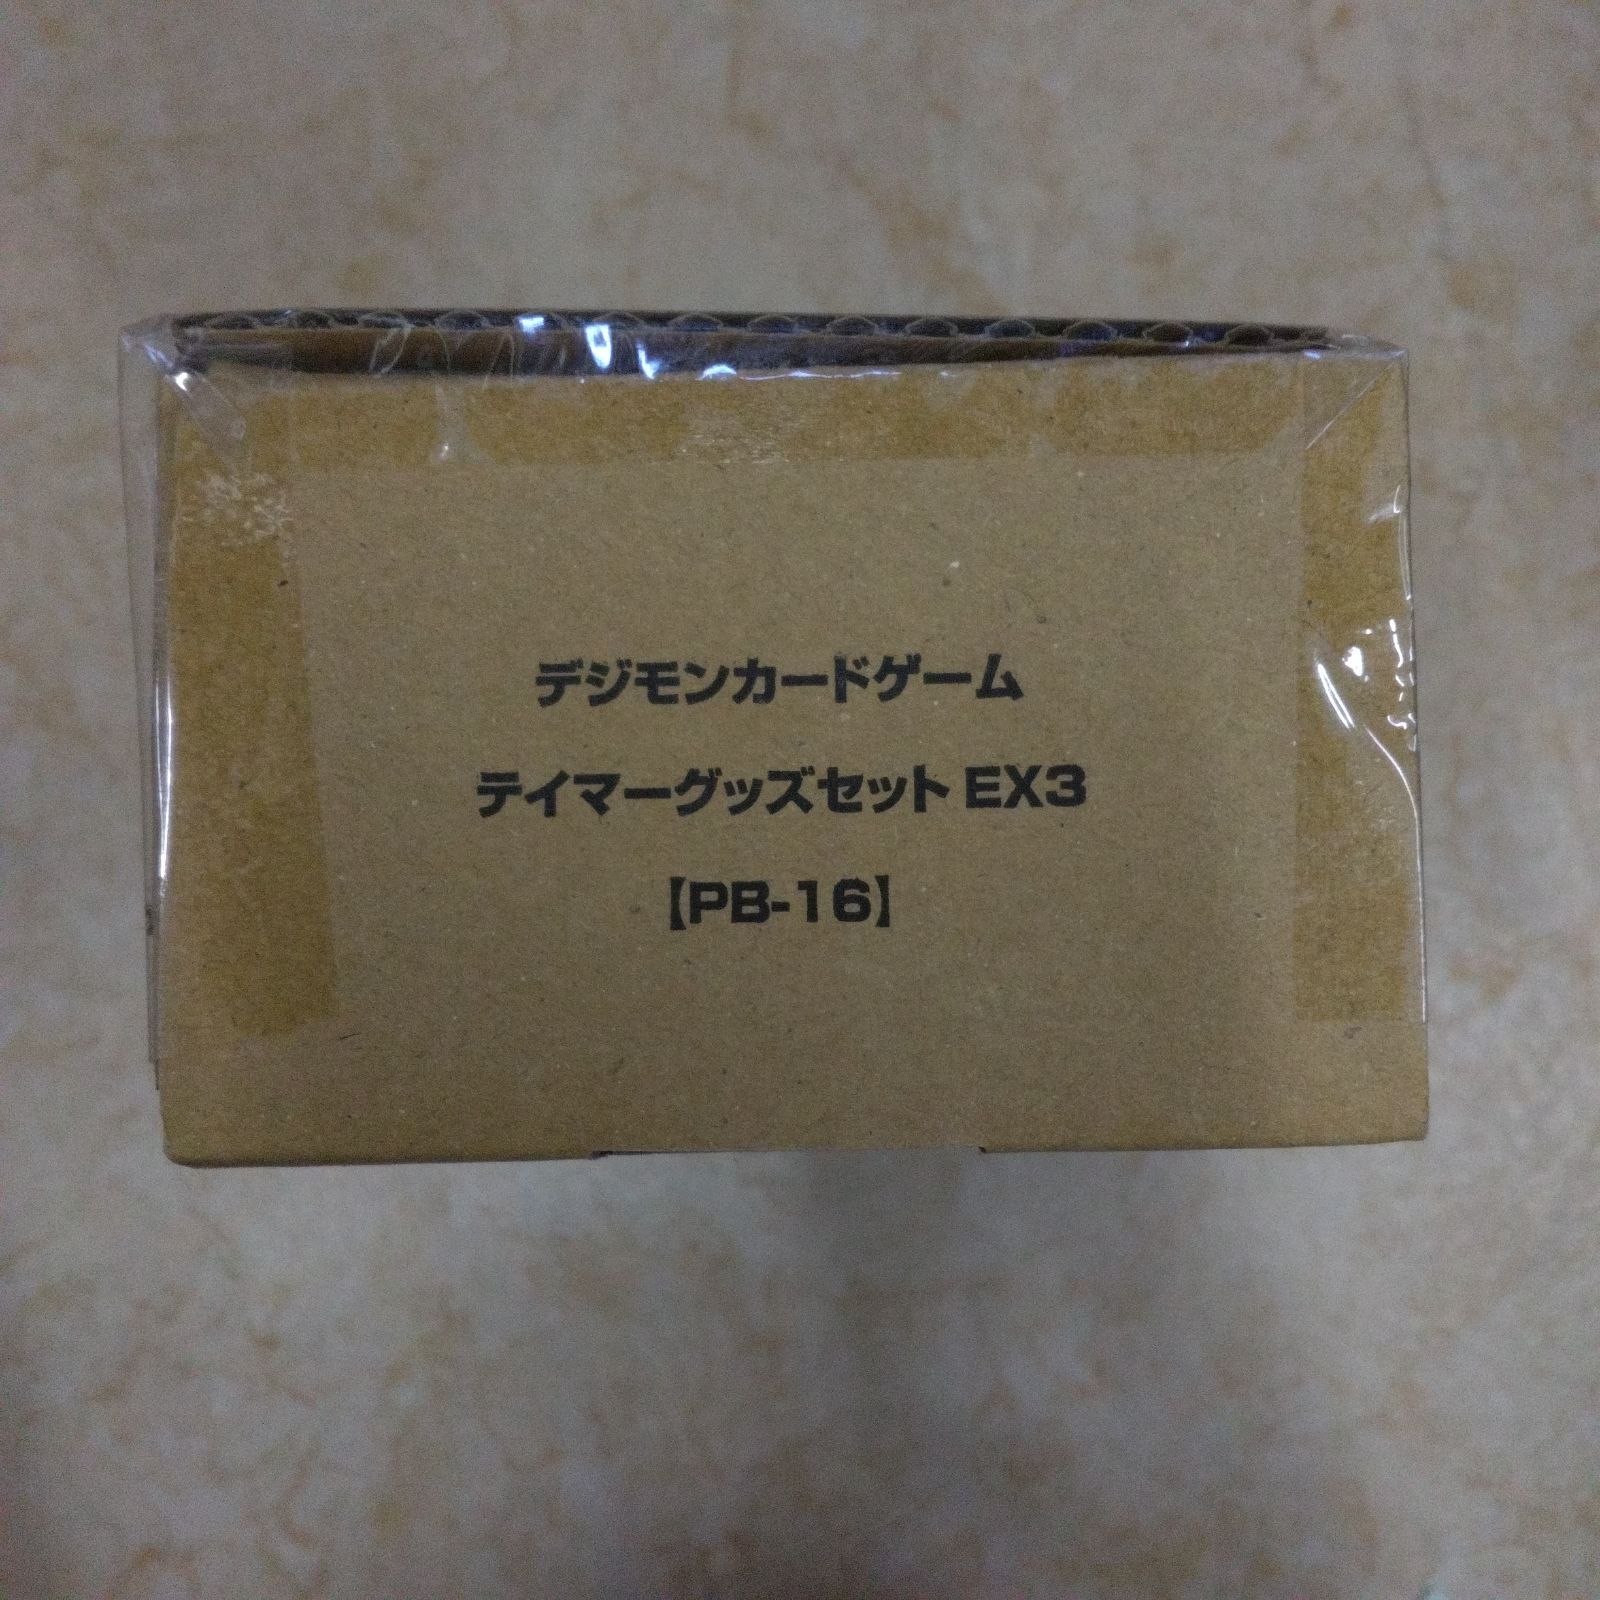 デジモンカードゲーム
テイマーグッズセット EX3
【PB-16】